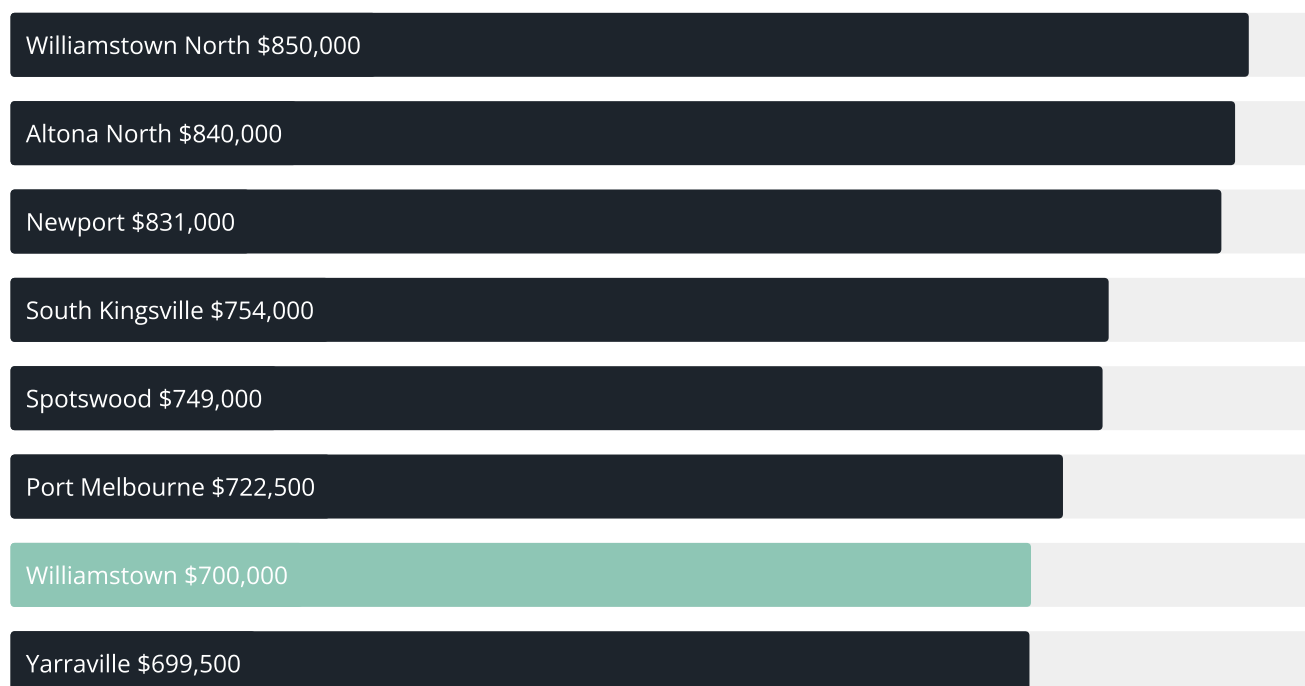 Williamstown North $850,000
Altona North $840,000
Newport $831,000
South Kingsville $754,000
Spotswood $749,000
Port Melbourne $722,500
Williamstown $700,000
Yarraville $699,500